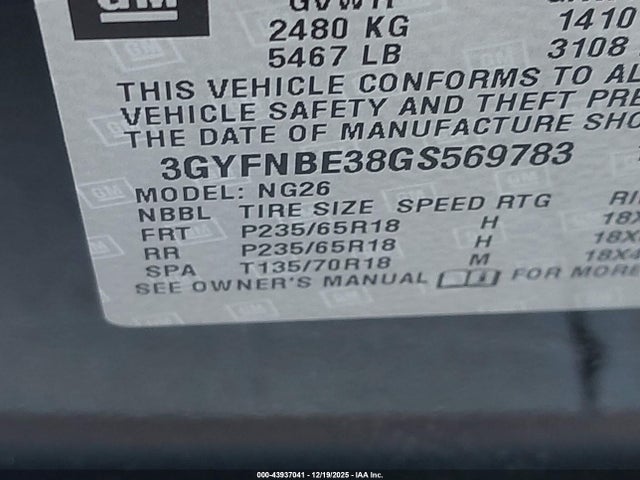 GM
GVWR
2480 KG 1410
5467 LB 3108
THIS VEHICLE CONFORMS TO AL
VEHICLE SAFETY AND THEFT PRE
THE DATE OF MANUFACTURE SHO
3GYFNBE38GS569783
MODEL: NG26
NBBL TIRE SIZE SPEED RTG RI
FRT P235/65R18 H 18X
RR P235/65R18 H 18X
SPA T135/70R18 M 18X4
SEE OWNER'S MANUAL FOR MORE
000-43937041 - 12/19/2025 - IAA Inc.